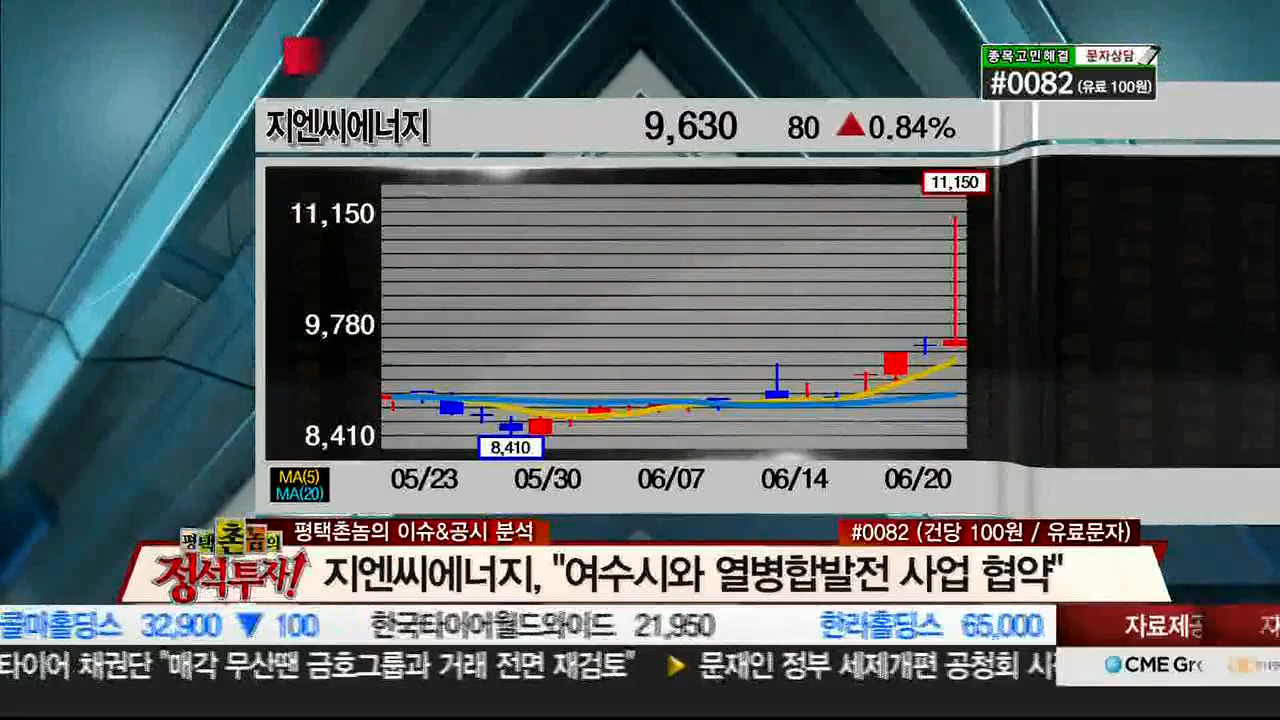 종목고민해결 문자상담
#0082 (유료 100원)
지엔씨에너지 9,630 80 ▲0.84%
11,150
11,150
9,780
8,410
8,410
MA(5)
MA(20)
05/23 05/30 06/07 06/14 06/20
평택촌놈의 정석투자!
평택촌놈의 이슈&공시 분석 #0082 (건당 100원 / 유료문자)
지엔씨에너지, "여수시와 열병합발전 사업 협약"
콜마홀딩스 32,900 ▼ 100 한국타이어월드와이드 21,950 한라홀딩스 65,000 자료제공
타이어 채권단 "매각 무산땐 금호그룹과 거래 전면 재검토" ▶ 문재인 정부 세제개편 공청회 CME